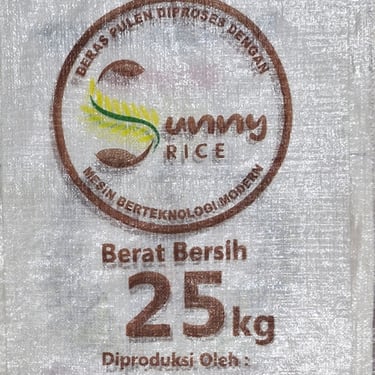 BERAS PULEN DIPROSES DENGAN
Sunny
RICE
MESIN BERTEKNOLOGI MODERN
Berat Bersih
25kg
Diproduksi Oleh :